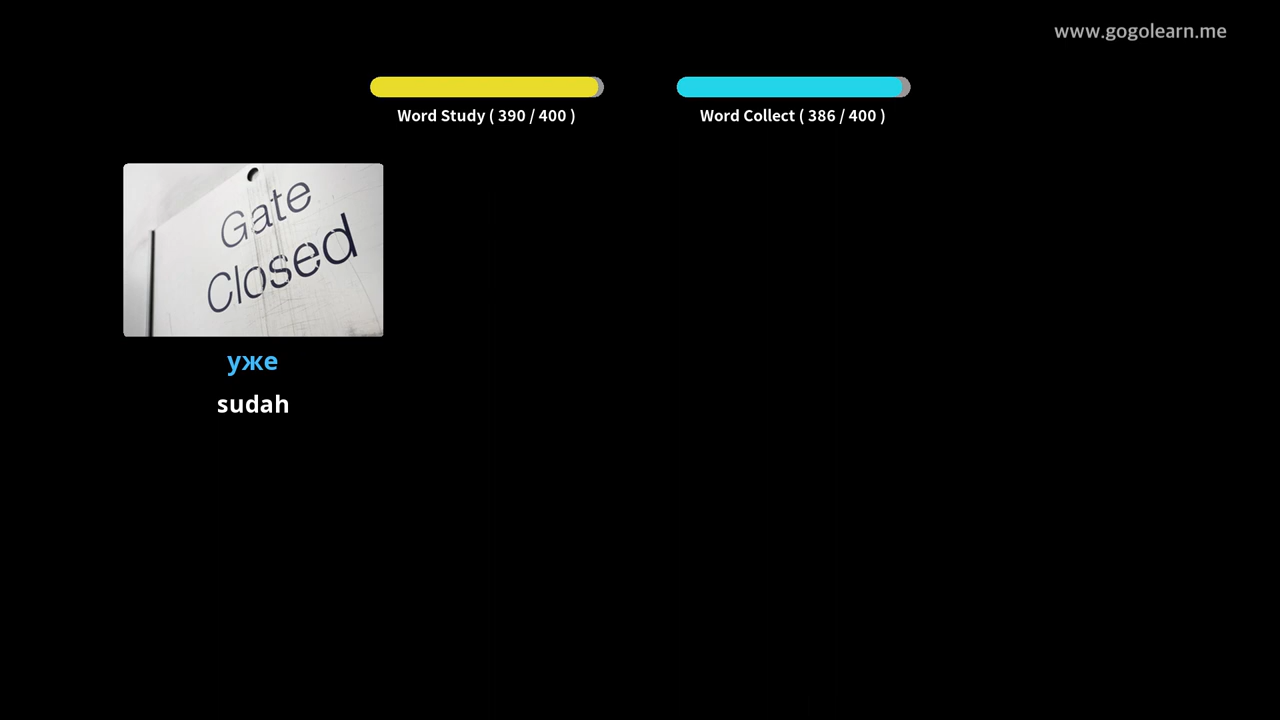 www.gogolearn.me
Word Study ( 390 / 400 )
Word Collect ( 386 / 400 )
Gate
Closed
уже
sudah